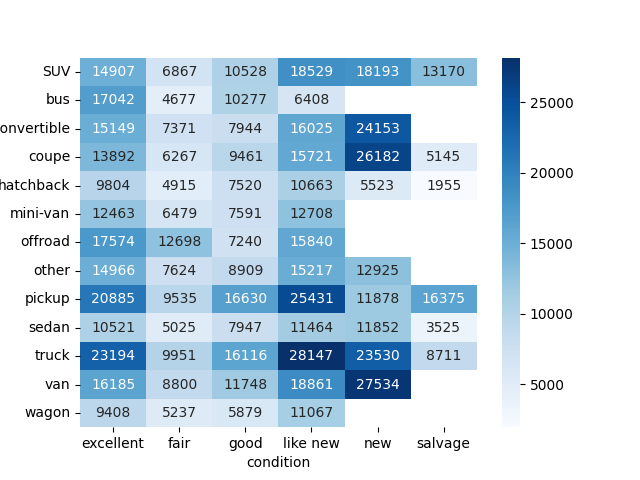 SUV 14907 6867 10528 18529 18193 13170
bus 17042 4677 10277 6408
onvertible 15149 7371 7944 16025 24153
coupe 13892 6267 9461 15721 26182 5145
hatchback 9804 4915 7520 10663 5523 1955
mini-van 12463 6479 7591 12708
offroad 17574 12698 7240 15840
other 14966 7624 8909 15217 12925
pickup 20885 9535 16630 25431 11878 16375
sedan 10521 5025 7947 11464 11852 3525
truck 23194 9951 16116 28147 23530 8711
van 16185 8800 11748 18861 27534
wagon 9408 5237 5879 11067
excellent fair good like new new salvage
condition
25000
20000
15000
10000
5000